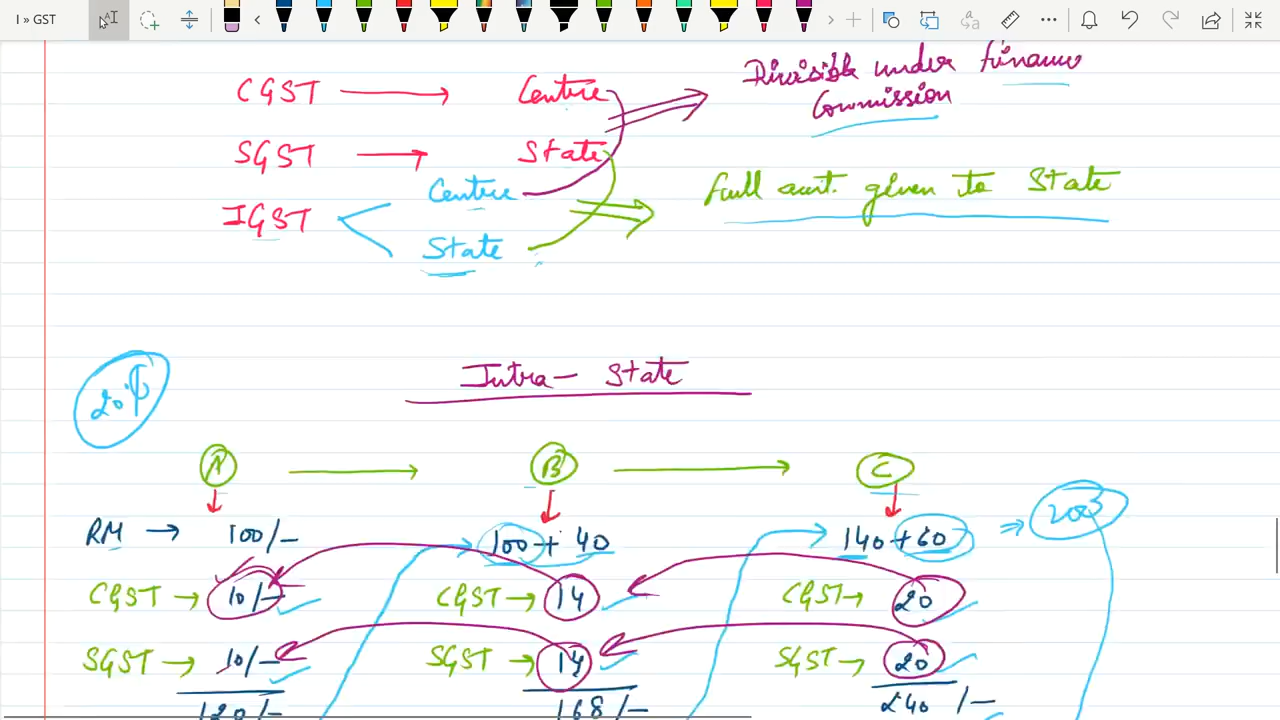 I » GST
Divisible under Finance
Commission
CGST → Centre
SGST → State
Centre
Full amt. given to State
IGST
State
20%
Intra- State
A → B → C
RM → 100/- 100 + 40 140 + 60 ⇒ 200
CGST → 10/- CGST → 14 CGST → 20
SGST → 10/- SGST → 14 SGST → 20
120/- 168/- 240/-